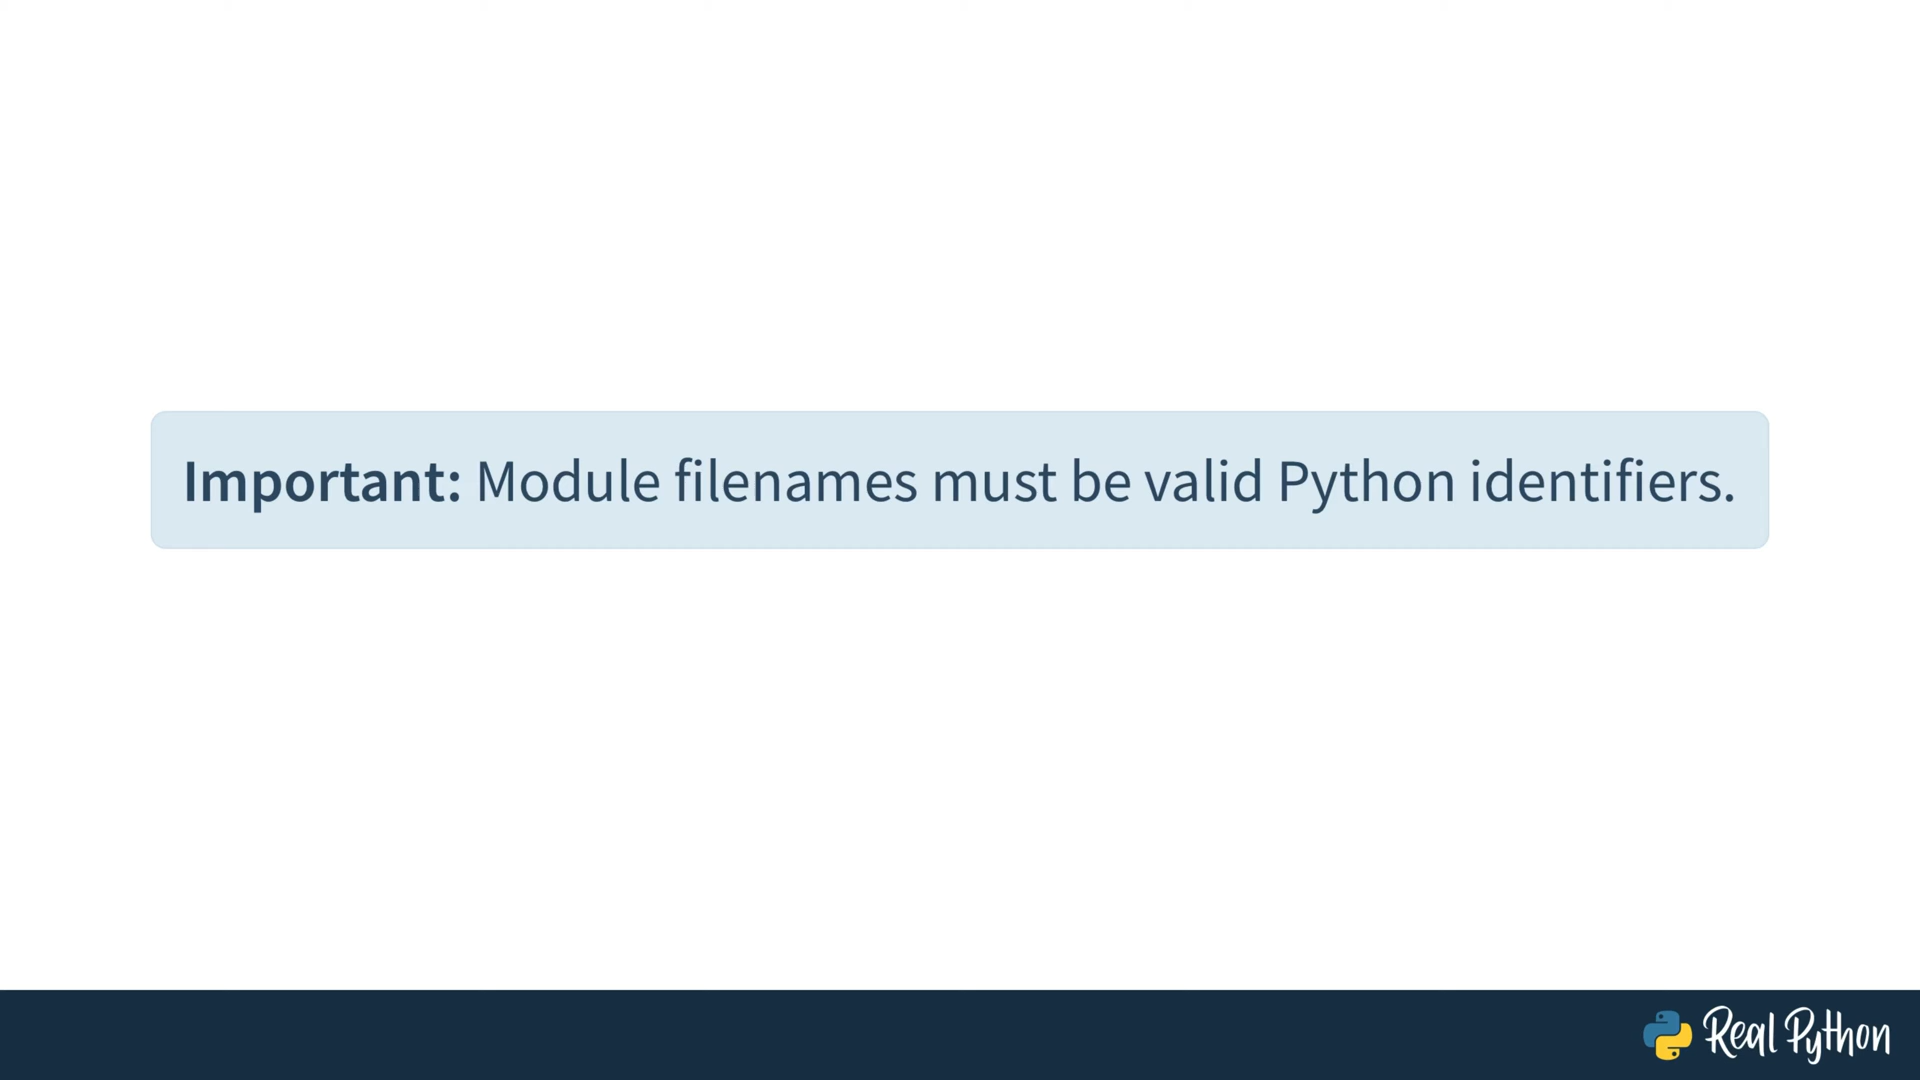 Important: Module filenames must be valid Python identifiers.
Real Python